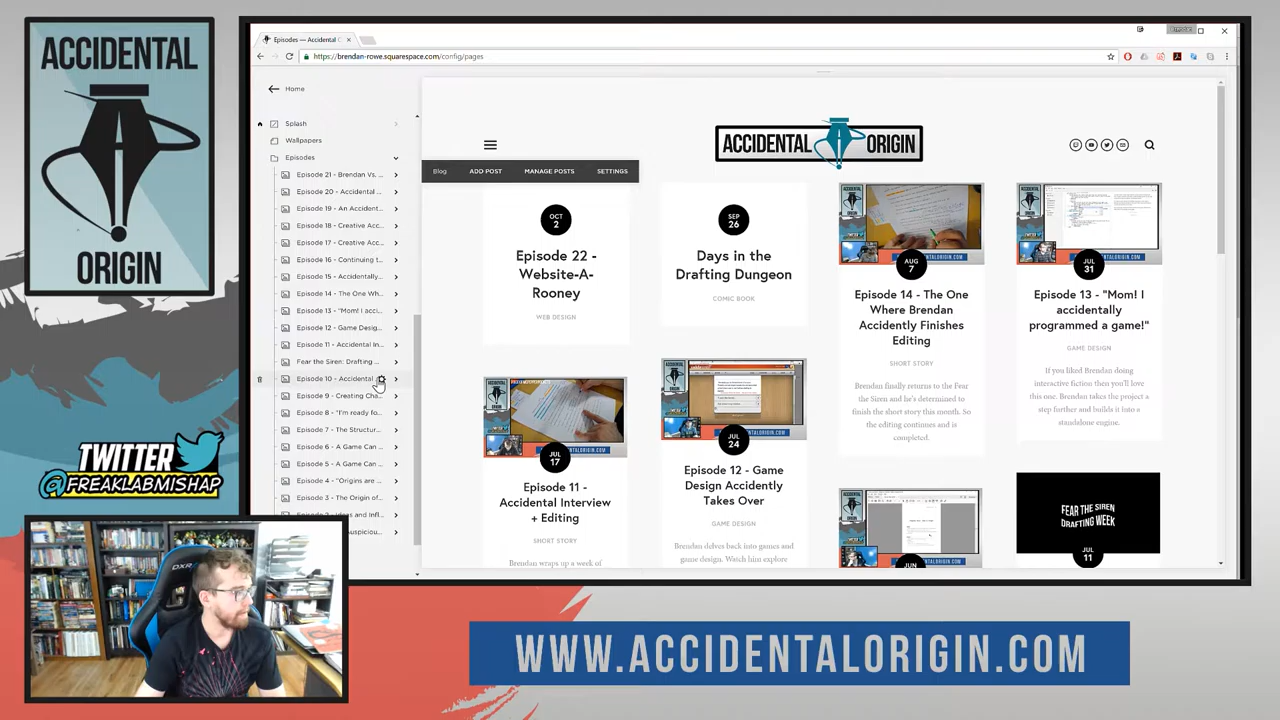 ACCIDENTAL
ORIGIN
TWITTER
@FREAKLABMISHAP
DXR
Episodes — Accidental
https://brendan-rowe.squarespace.com/config/pages
Home
Splash
Wallpapers
Episodes
Episode 21 - Brendan Vs. ...
Episode 20 - Accidental ...
Episode 19 - An Accident...
Episode 18 - Creative Acc...
Episode 17 - Creative Acc...
Episode 16 - Continuing t...
Episode 15 - Accidentally...
Episode 14 - The One Wh...
Episode 13 - "Mom! I acci...
Episode 12 - Game Desig...
Episode 11 - Accidental In...
Fear the Siren: Drafting ...
Episode 10 - Accidental
Episode 9 - Creating Cha...
Episode 8 - "I'm ready fo...
Episode 7 - The Structur...
Episode 6 - A Game Can ...
Episode 5 - A Game Can ...
Episode 4 - "Origins are ...
Episode 3 - The Origin of...
ACCIDENTAL ORIGIN
Blog
ADD POST
MANAGE POSTS
SETTINGS
OCT
2
Episode 22 -
Website-A-
Rooney
WEB DESIGN
SEP
26
Days in the
Drafting Dungeon
COMIC BOOK
AUG
7
Episode 14 - The One
Where Brendan
Accidently Finishes
Editing
SHORT STORY
Brendan finally returns to the Fear
the Siren and he's determined to
finish the short story this month. So
the editing continues and is
completed.
JUL
31
Episode 13 - "Mom! I
accidently
programmed a game!"
GAME DESIGN
If you liked Brendan doing
interactive fiction then you'll love
this one. Brendan takes the project a
step further and builds it into a
standalone engine.
JUL
17
Episode 11 -
Accidental Interview
+ Editing
SHORT STORY
Brendan wraps up a week of
JUL
24
Episode 12 - Game
Design Accidently
Takes Over
GAME DESIGN
Brendan delves back into games and
game design. Watch him explore
JUN
FEAR THE SIREN
DRAFTING WEEK
JUL
11
WWW.ACCIDENTALORIGIN.COM